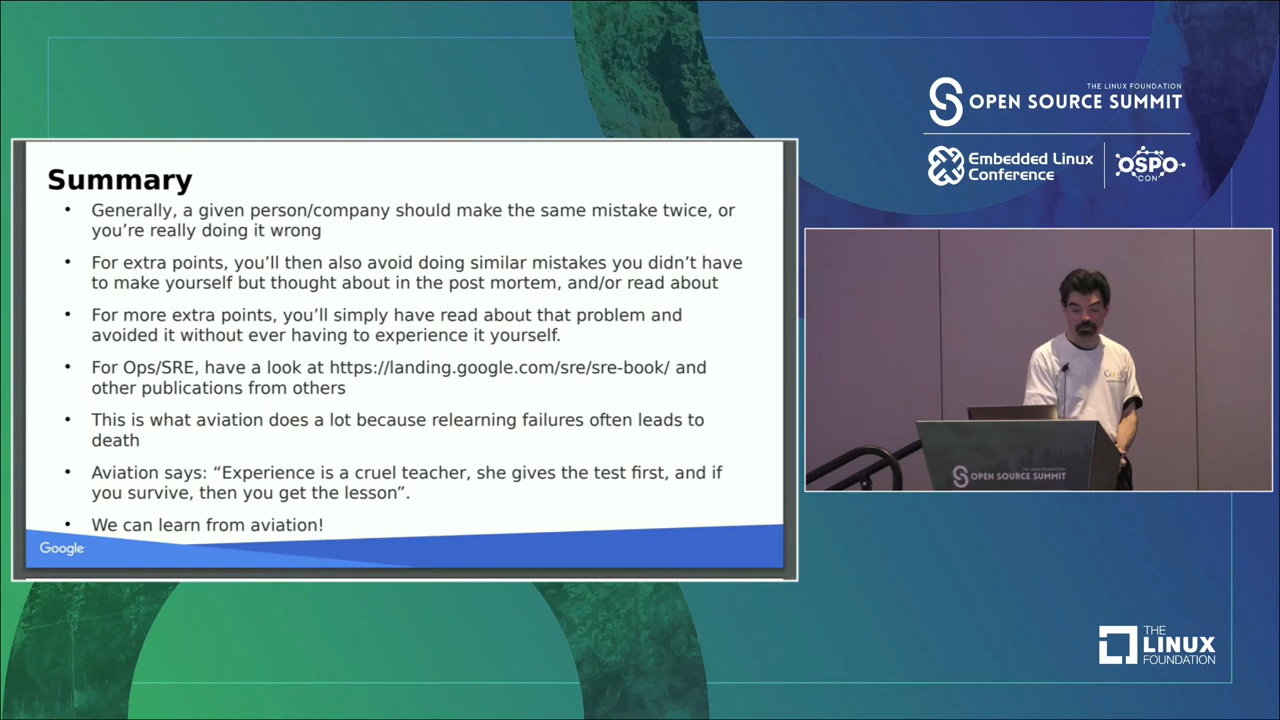 THE LINUX FOUNDATION
OPEN SOURCE SUMMIT
Embedded Linux
Conference
OSPO
CON
Summary
• Generally, a given person/company should make the same mistake twice, or
you’re really doing it wrong
• For extra points, you’ll then also avoid doing similar mistakes you didn’t have
to make yourself but thought about in the post mortem, and/or read about
• For more extra points, you’ll simply have read about that problem and
avoided it without ever having to experience it yourself.
• For Ops/SRE, have a look at https://landing.google.com/sre/sre-book/ and
other publications from others
• This is what aviation does a lot because relearning failures often leads to
death
• Aviation says: “Experience is a cruel teacher, she gives the test first, and if
you survive, then you get the lesson”.
• We can learn from aviation!
Google
OPEN SOURCE SUMMIT
THE
LINUX
FOUNDATION